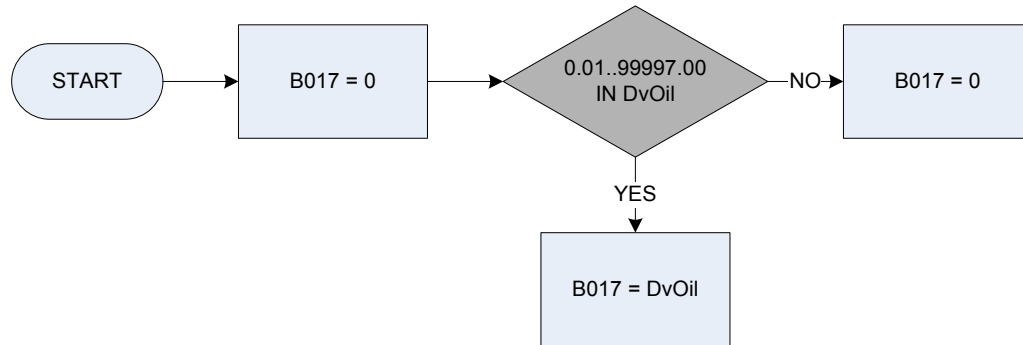 START
B017 = 0
0.01..99997.00
IN DvOil
NO
B017 = 0
YES
B017 = DvOil